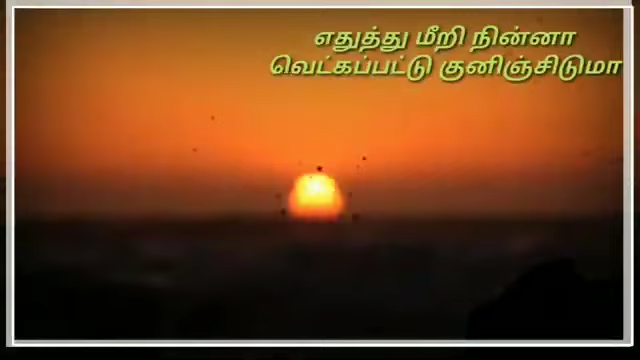 எதுத்து மீறி நின்னா
வெட்கப்பட்டு குனிஞ்சிடுமா